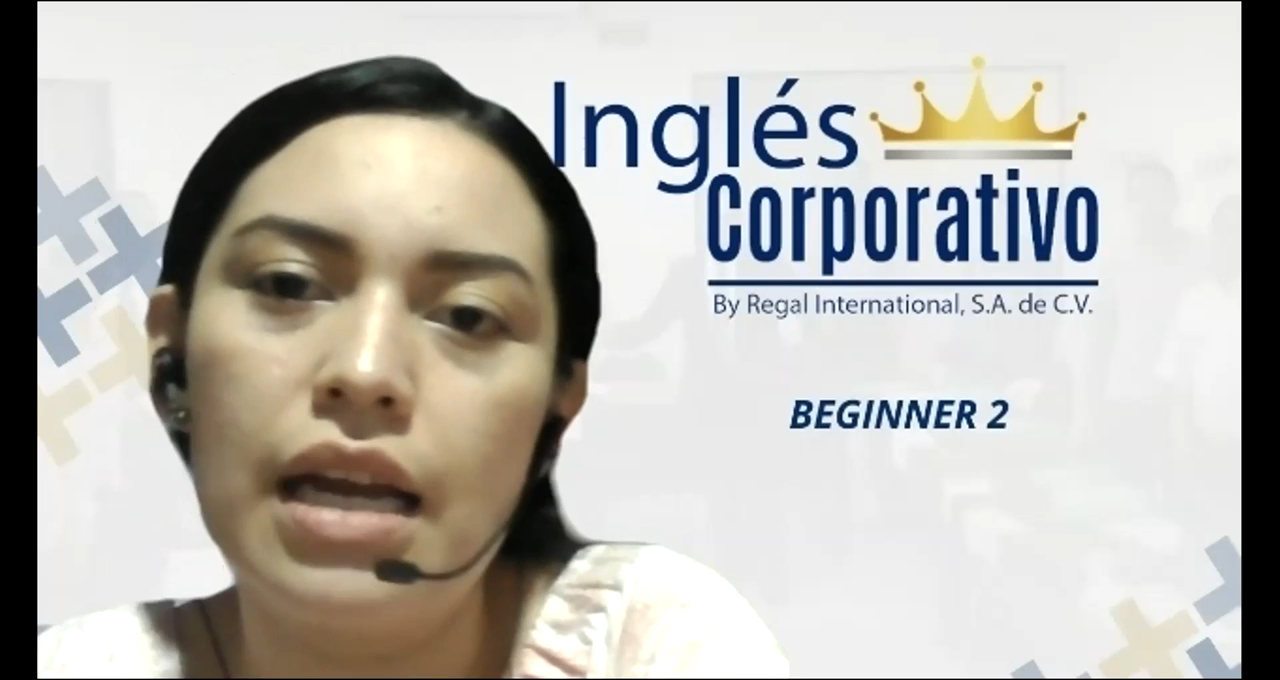 Inglés
Corporativo
By Regal International, S.A. de C.V.
BEGINNER 2